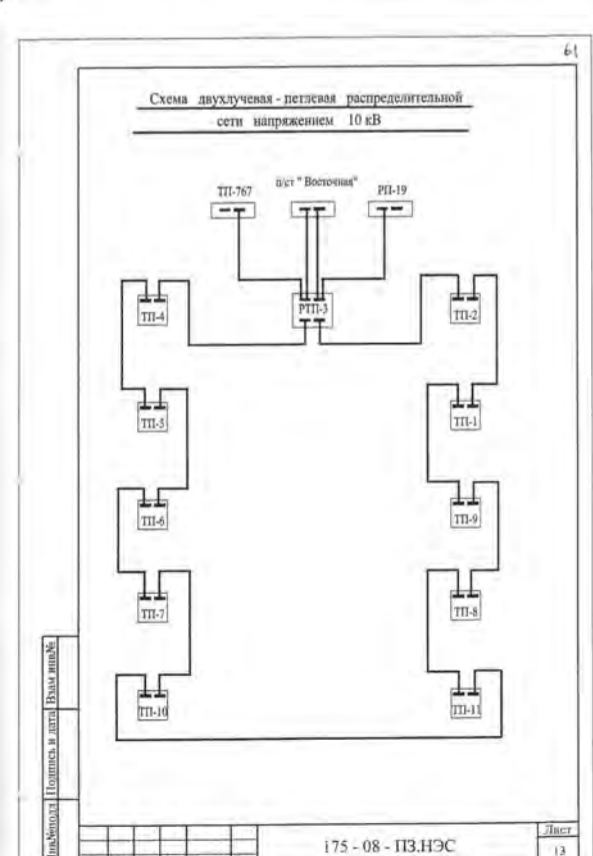 61
Схема двухлучевая - петлевая распределительной
сети напряжением 10 кВ
п/ст " Восточная"
ТП-767
РП-19
РТП-3
ТП-4
ТП-2
ТП-5
ТП-1
ТП-6
ТП-9
ТП-7
ТП-8
ТП-10
ТП-11
Взам инв№
Подпись и дата
Инв№подл
175 - 08 - ПЗ.НЭС
Лист
13